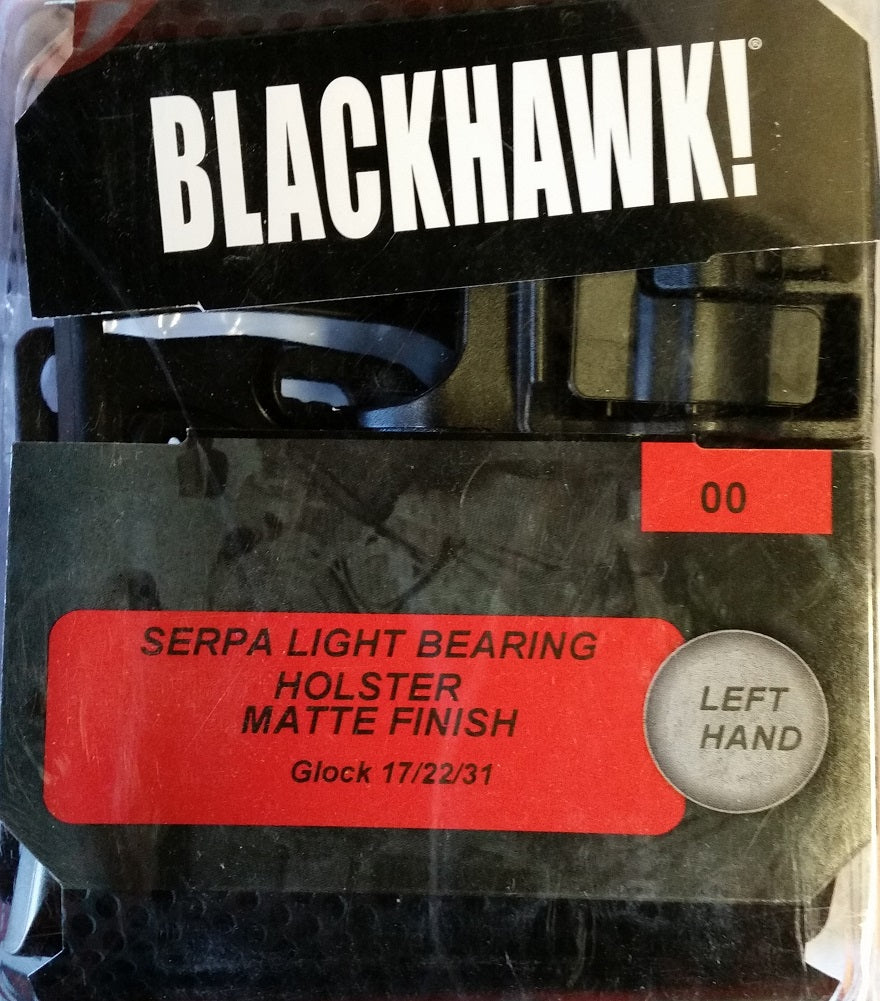 BLACKHAWK!®
00
SERPA LIGHT BEARING
HOLSTER
MATTE FINISH
Glock 17/22/31
LEFT
HAND